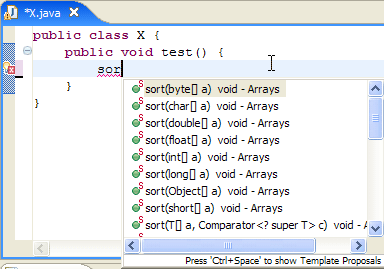 *X.java
public class X {
public void test() {
sor
}
}
sort(byte[] a)  void - Arrays
sort(char[] a)  void - Arrays
sort(double[] a)  void - Arrays
sort(float[] a)  void - Arrays
sort(int[] a)  void - Arrays
sort(long[] a)  void - Arrays
sort(Object[] a)  void - Arrays
sort(short[] a)  void - Arrays
sort(T[] a, Comparator<? super T> c)  void - A
Press 'Ctrl+Space' to show Template Proposals